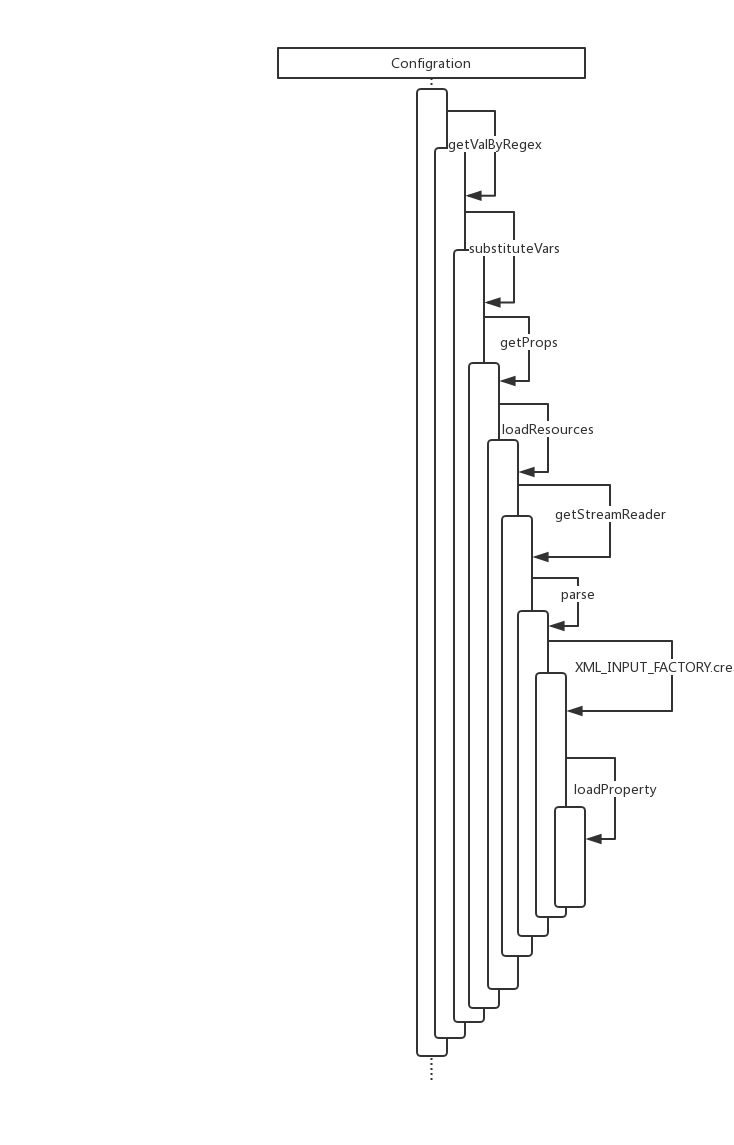 Configration
getValByRegex
substituteVars
getProps
loadResources
getStreamReader
parse
XML_INPUT_FACTORY.cre
loadProperty